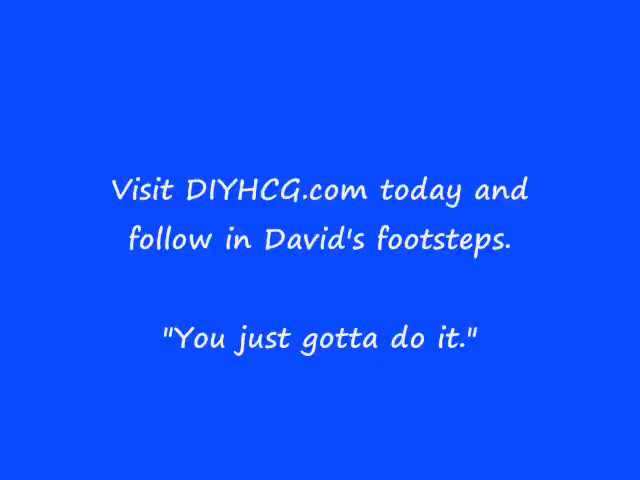 Visit DIYHCG.com today and
follow in David's footsteps.
"You just gotta do it."